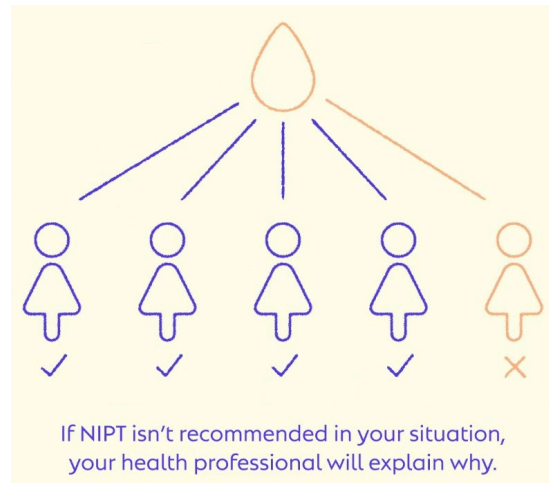 If NIPT isn't recommended in your situation,
your health professional will explain why.